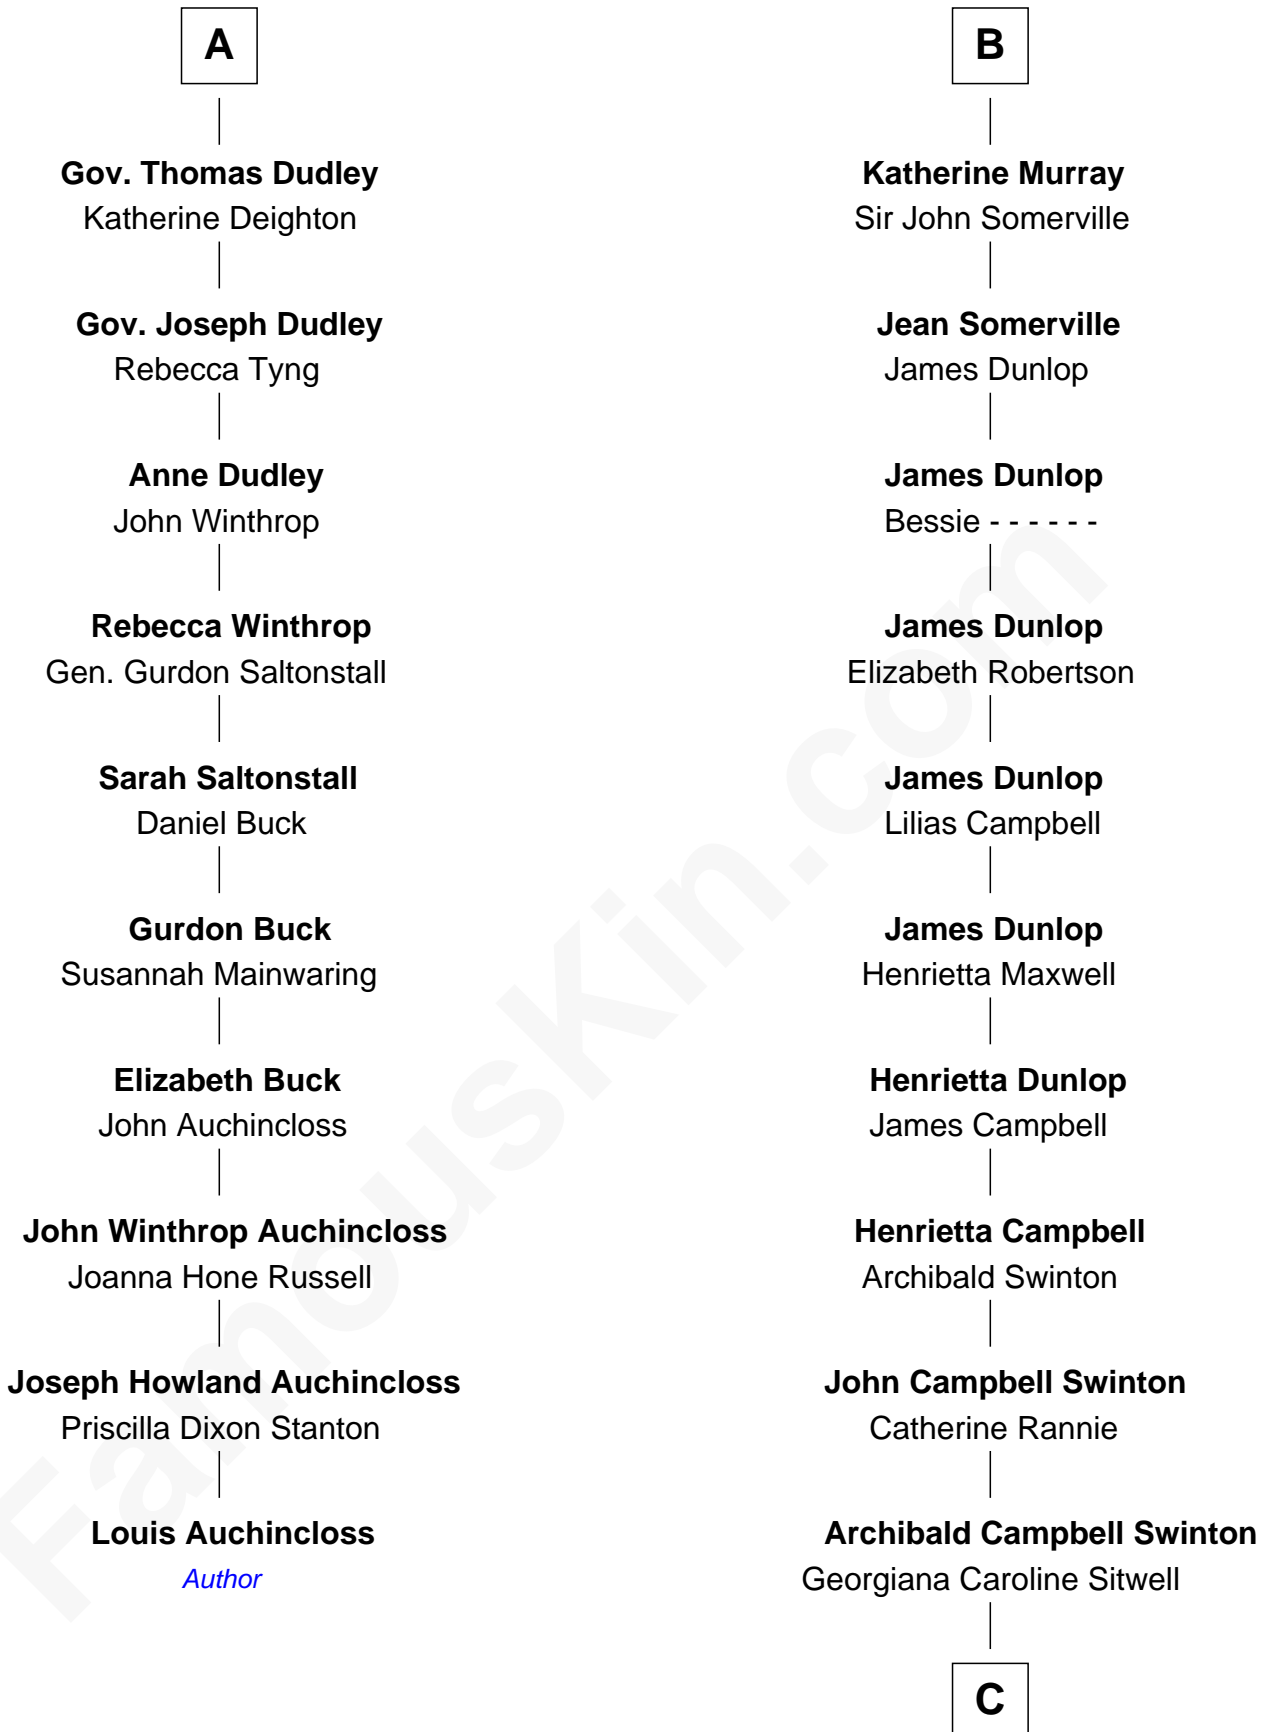 A
Gov. Thomas Dudley
Katherine Deighton
Gov. Joseph Dudley
Rebecca Tyng
Anne Dudley
John Winthrop
Rebecca Winthrop
Gen. Gurdon Saltonstall
Sarah Saltonstall
Daniel Buck
Gurdon Buck
Susannah Mainwaring
Elizabeth Buck
John Auchincloss
John Winthrop Auchincloss
Joanna Hone Russell
Joseph Howland Auchincloss
Priscilla Dixon Stanton
Louis Auchincloss
Author
B
Katherine Murray
Sir John Somerville
Jean Somerville
James Dunlop
James Dunlop
Bessie - - - - - -
James Dunlop
Elizabeth Robertson
James Dunlop
Lilias Campbell
James Dunlop
Henrietta Maxwell
Henrietta Dunlop
James Campbell
Henrietta Campbell
Archibald Swinton
John Campbell Swinton
Catherine Rannie
Archibald Campbell Swinton
Georgiana Caroline Sitwell
C
FamousKin.com